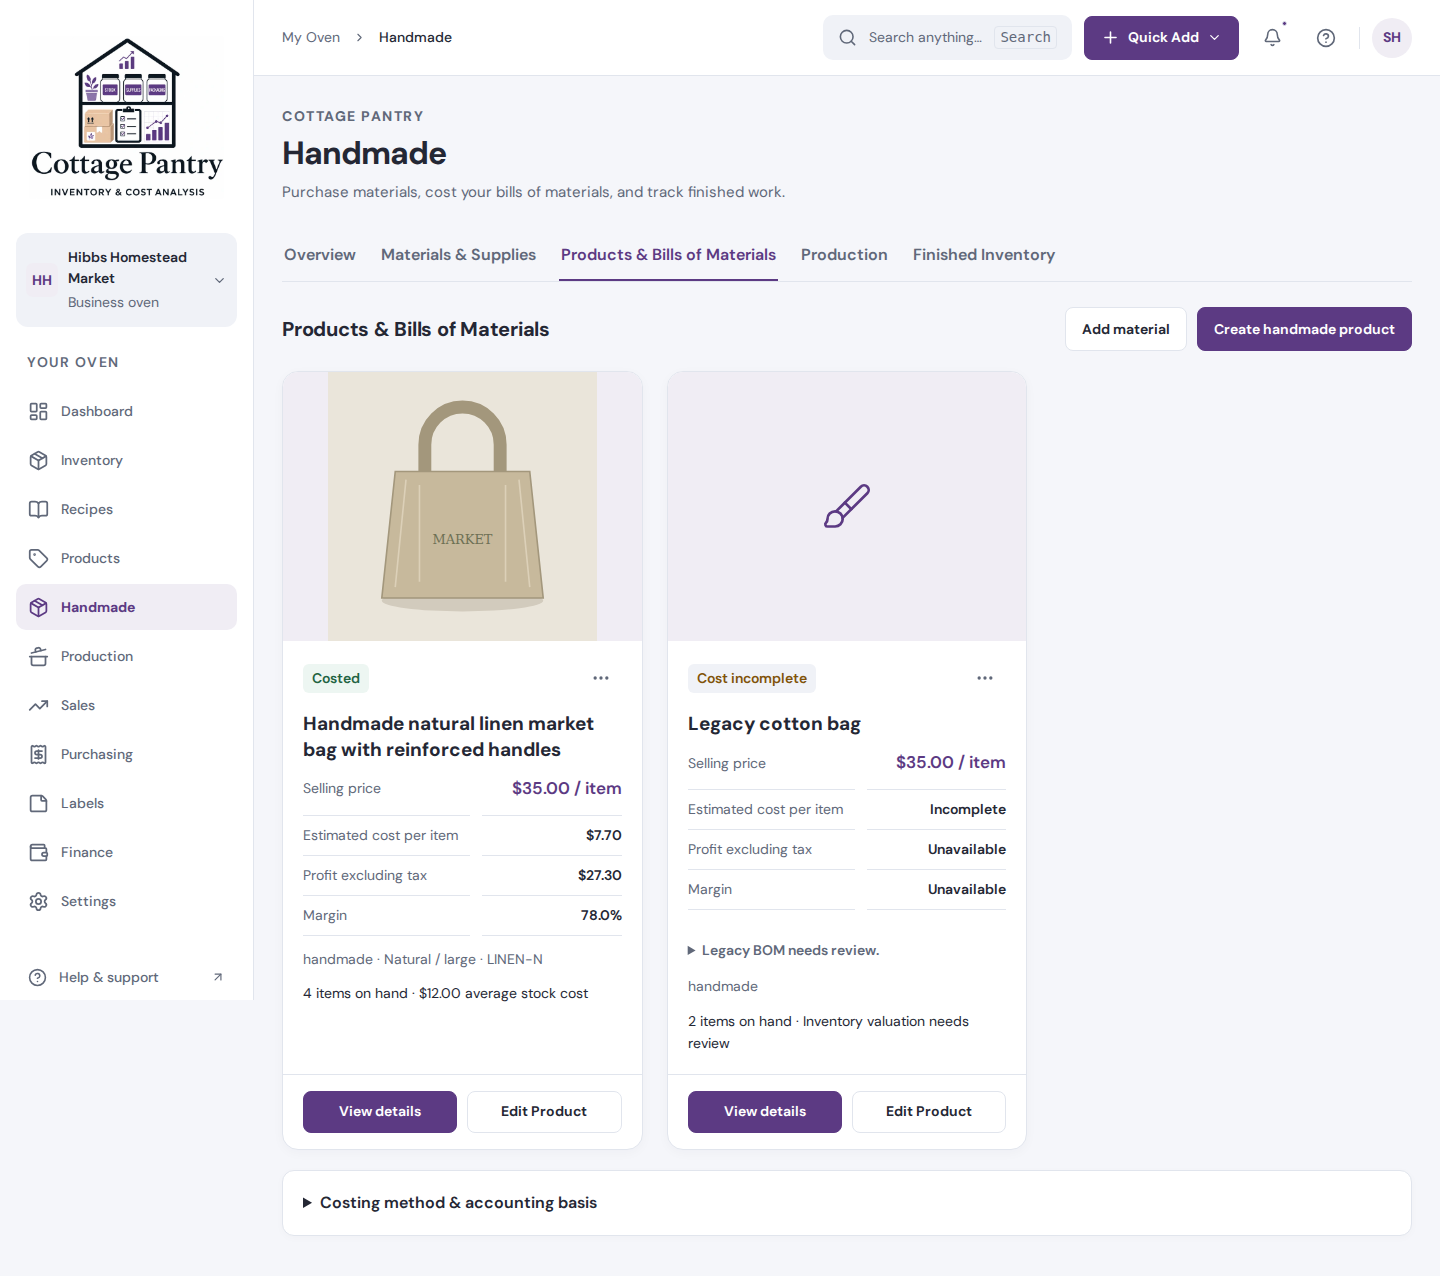 Cottage Pantry
INVENTORY & COST ANALYSIS
HH
Hibbs Homestead
Market
Business oven
YOUR OVEN
Dashboard
Inventory
Recipes
Products
Handmade
Production
Sales
Purchasing
Labels
Finance
Settings
Help & support
My Oven
Handmade
Search anything...
Search
Quick Add
SH
COTTAGE PANTRY
Handmade
Purchase materials, cost your bills of materials, and track finished work.
Overview
Materials & Supplies
Products & Bills of Materials
Production
Finished Inventory
Products & Bills of Materials
Add material
Create handmade product
MARKET
Costed
Handmade natural linen market
bag with reinforced handles
Selling price
$35.00 / item
Estimated cost per item
$7.70
Profit excluding tax
$27.30
Margin
78.0%
handmade · Natural / large · LINEN-N
4 items on hand · $12.00 average stock cost
View details
Edit Product
Cost incomplete
Legacy cotton bag
Selling price
$35.00 / item
Estimated cost per item
Incomplete
Profit excluding tax
Unavailable
Margin
Unavailable
Legacy BOM needs review.
handmade
2 items on hand · Inventory valuation needs
review
View details
Edit Product
Costing method & accounting basis